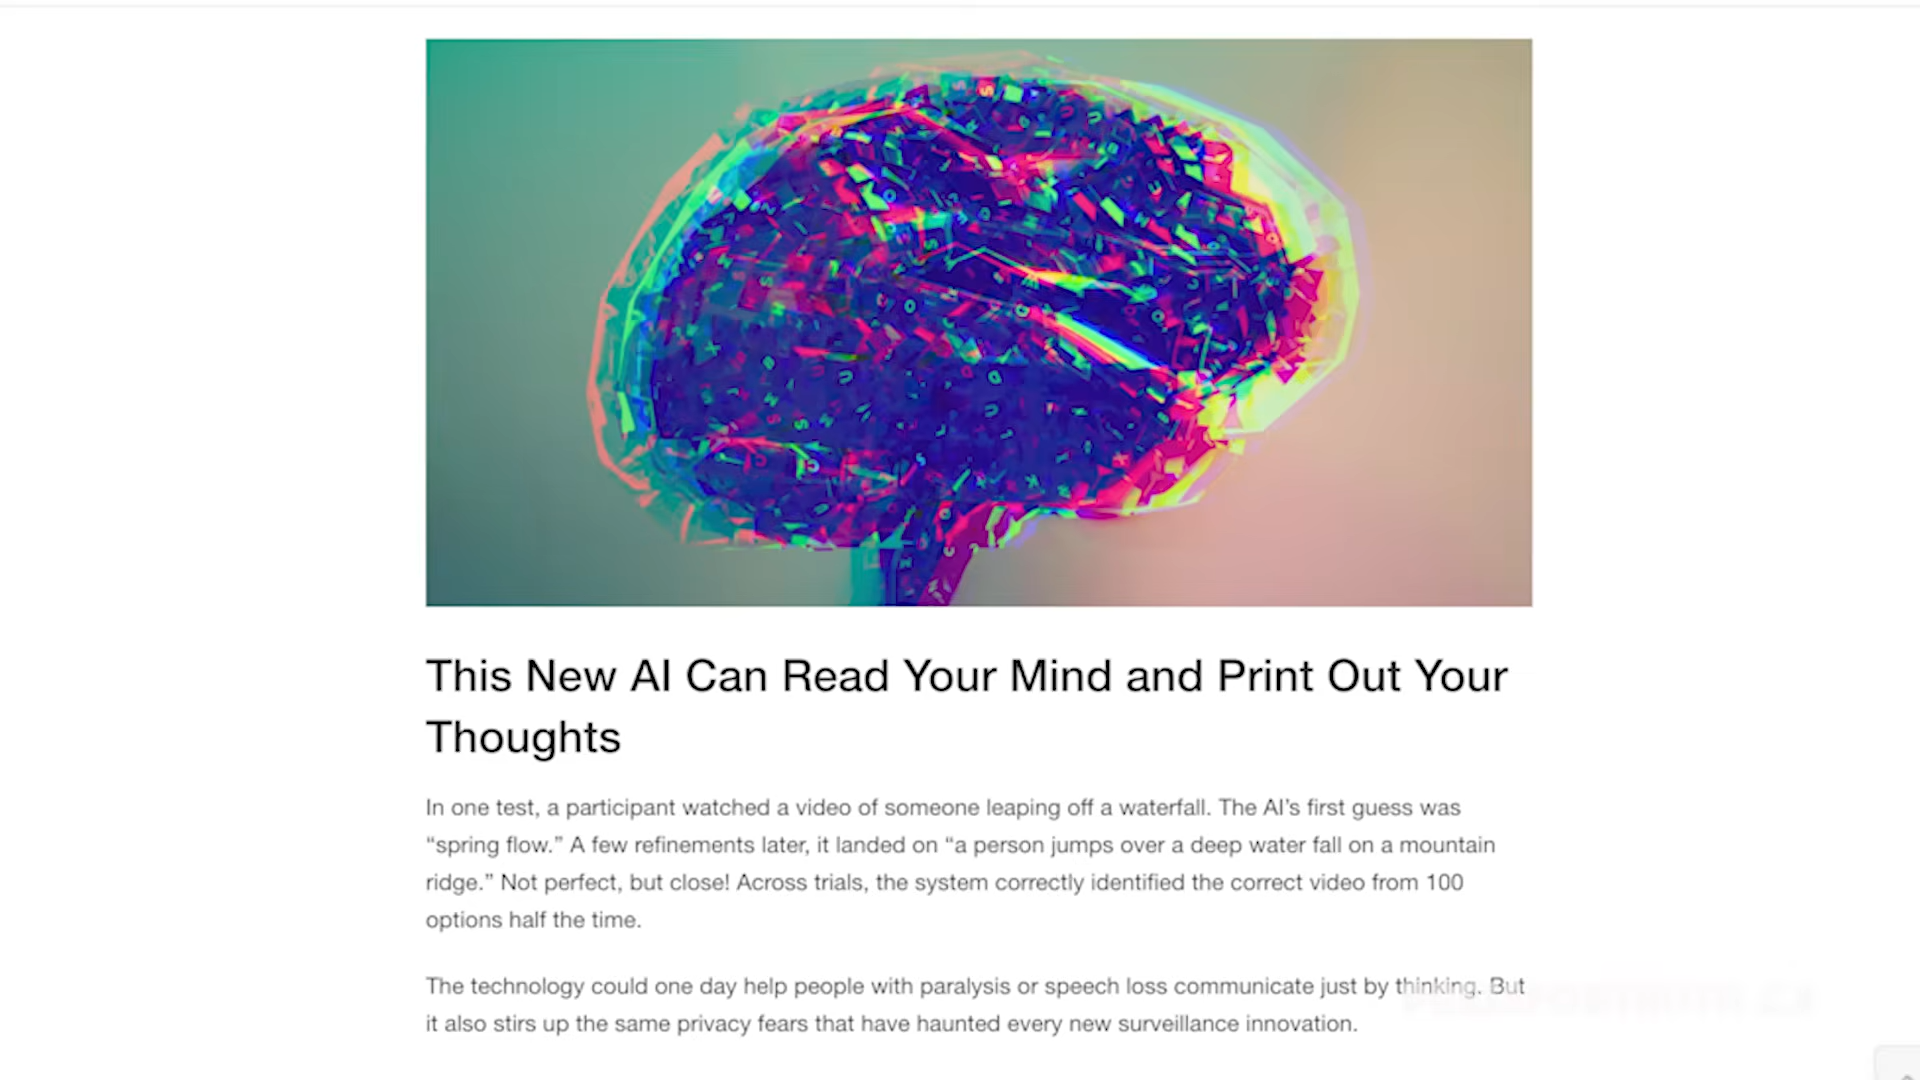 This New AI Can Read Your Mind and Print Out Your
Thoughts
In one test, a participant watched a video of someone leaping off a waterfall. The AI’s first guess was
“spring flow.” A few refinements later, it landed on “a person jumps over a deep water fall on a mountain
ridge.” Not perfect, but close! Across trials, the system correctly identified the correct video from 100
options half the time.
The technology could one day help people with paralysis or speech loss communicate just by thinking. But
it also stirs up the same privacy fears that have haunted every new surveillance innovation.